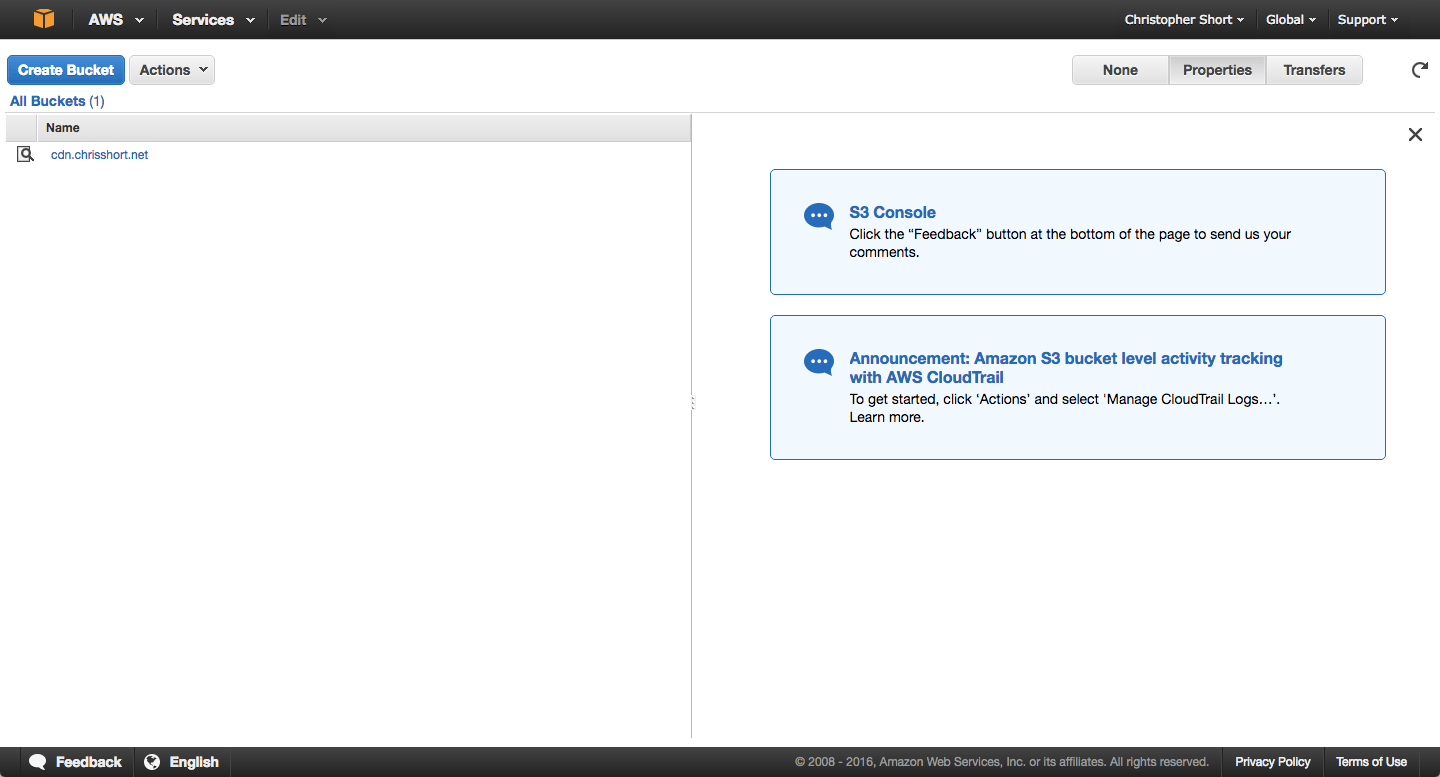 AWS Services Edit Christopher Short Global Support
Create Bucket Actions None Properties Transfers
All Buckets (1)
Name
cdn.chrisshort.net
S3 Console
Click the “Feedback” button at the bottom of the page to send us your
comments.
Announcement: Amazon S3 bucket level activity tracking
with AWS CloudTrail
To get started, click ‘Actions’ and select 'Manage CloudTrail Logs…’.
Learn more.
Feedback English © 2008 - 2016, Amazon Web Services, Inc. or its affiliates. All rights reserved. Privacy Policy Terms of Use